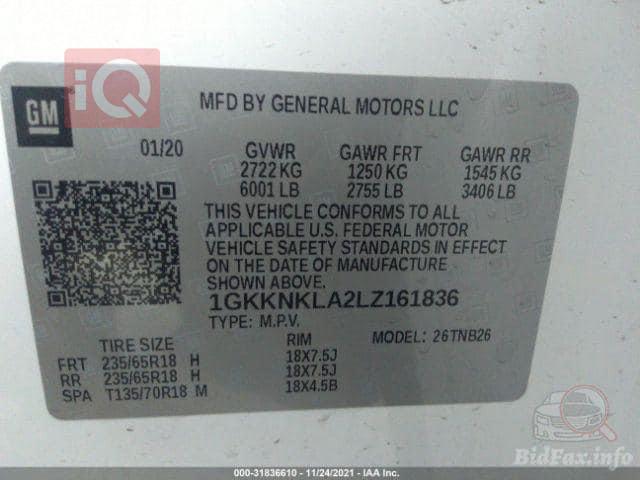 iQ
GM
MFD BY GENERAL MOTORS LLC
01/20 GVWR GAWR FRT GAWR RR
2722 KG 1250 KG 1545 KG
6001 LB 2755 LB 3406 LB
THIS VEHICLE CONFORMS TO ALL
APPLICABLE U.S. FEDERAL MOTOR
VEHICLE SAFETY STANDARDS IN EFFECT
ON THE DATE OF MANUFACTURE
SHOWN ABOVE.
1GKKNKLA2LZ161836
TYPE: M.P.V. MODEL: 26TNB26
TIRE SIZE RIM
FRT 235/65R18 H 18X7.5J
RR 235/65R18 H 18X7.5J
SPA T135/70R18 M 18X4.5B
BidFax.info
000-31836610 - 11/24/2021 - IAA Inc.